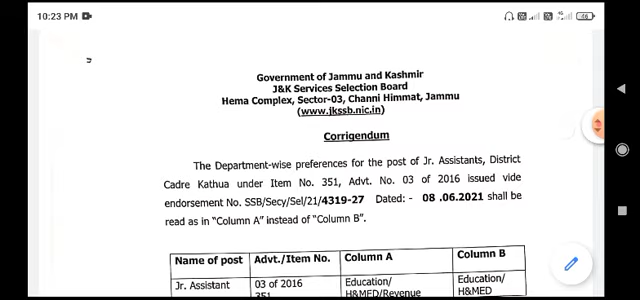 10:23 PM
46
Government of Jammu and Kashmir
J&K Services Selection Board
Hema Complex, Sector-03, Channi Himmat, Jammu
(www.jkssb.nic.in)
Corrigendum
The Department-wise preferences for the post of Jr. Assistants, District
Cadre Kathua under Item No. 351, Advt. No. 03 of 2016 issued vide
endorsement No. SSB/Secy/Sel/21/4319-27 Dated: - 08 .06.2021 shall be
read as in "Column A" instead of "Column B".
Name of post Advt./Item No. Column A Column B
Jr. Assistant 03 of 2016 Education/ Education/
351 H&MED/Revenue H&MED